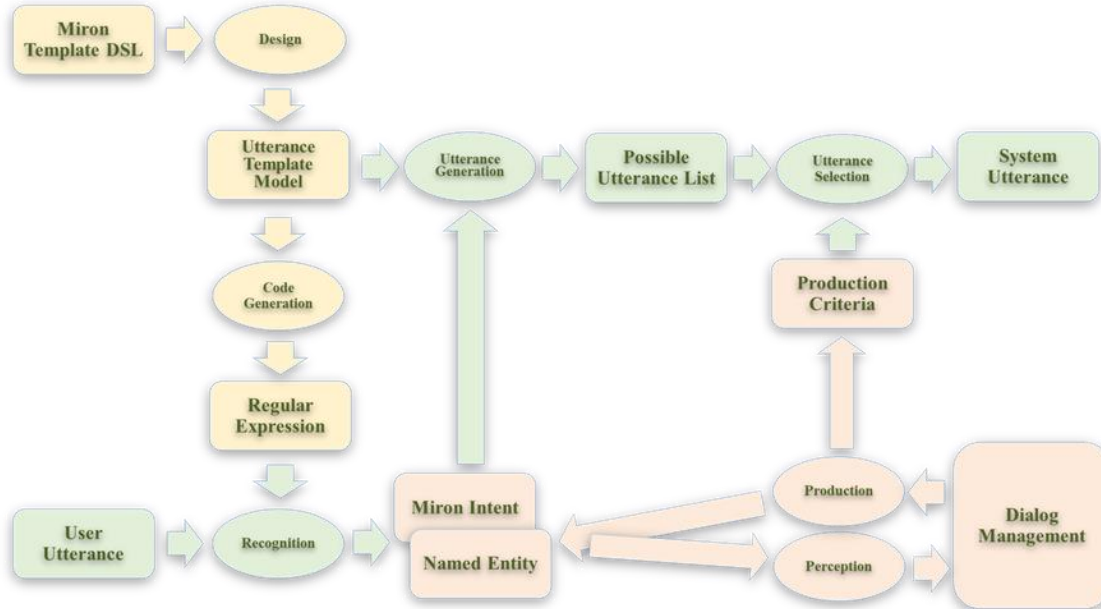 Miron
Template DSL
Design
Utterance
Template
Model
Utterance
Generation
Possible
Utterance List
Utterance
Selection
System
Utterance
Code
Generation
Production
Criteria
Regular
Expression
User
Utterance
Recognition
Miron Intent
Named Entity
Production
Perception
Dialog
Management